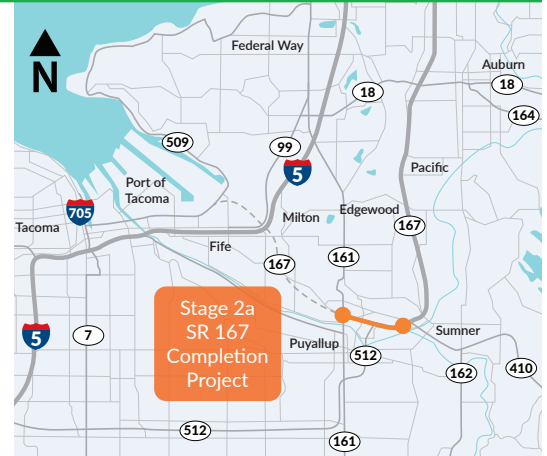 Federal Way
Auburn
N
18
18
164
509
99
5
Pacific
Port of
Tacoma
705
Milton
Edgewood
167
Tacoma
Fife
167
161
Stage 2a
SR 167
Completion
Project
5
7
Puyallup
Sumner
512
162
410
512
161